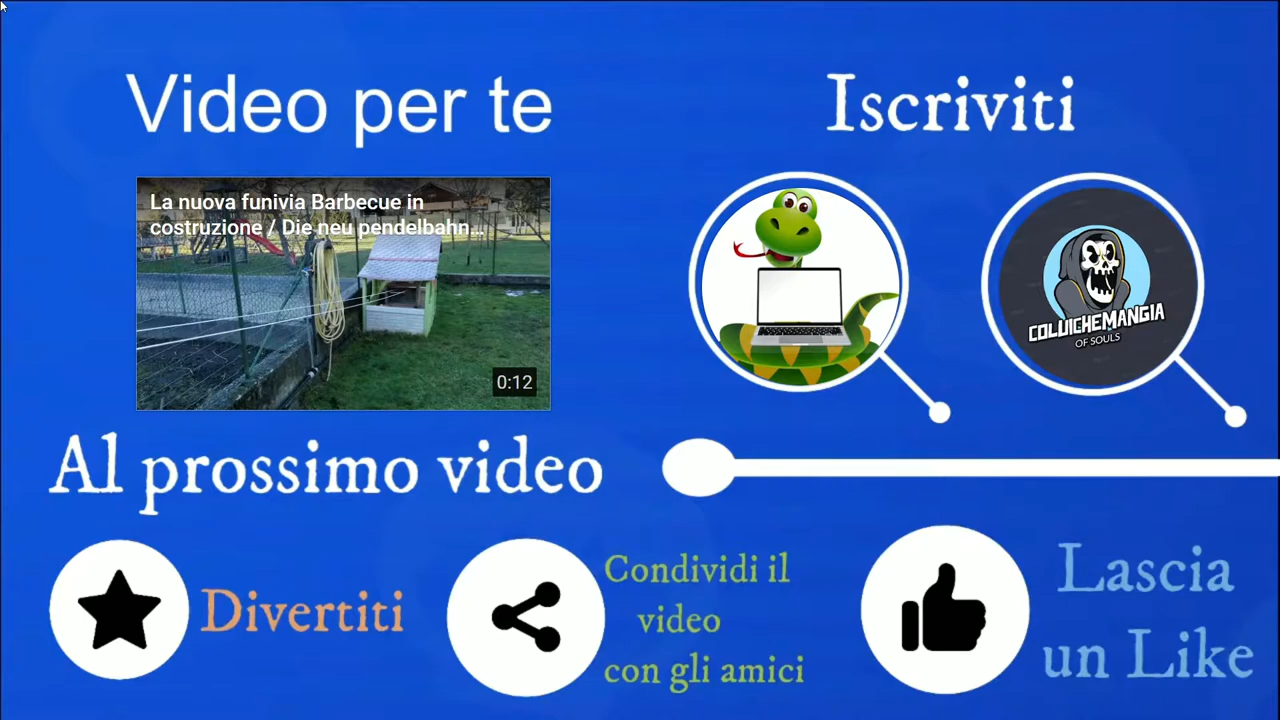 Video per te
Iscriviti
La nuova funivia Barbecue in
costruzione / Die neu pendelbahn...
0:12
COLUICHEMANGIA
OF SOULS
Al prossimo video
Divertiti
Condividi il
video
con gli amici
Lascia
un Like